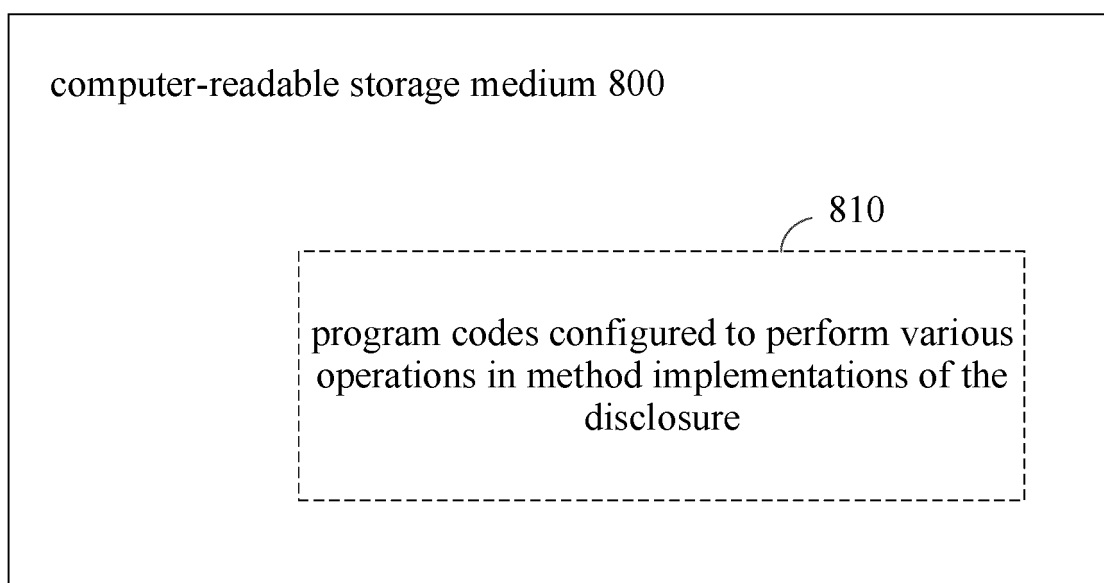 computer-readable storage medium 800
810
program codes configured to perform various
operations in method implementations of the
disclosure